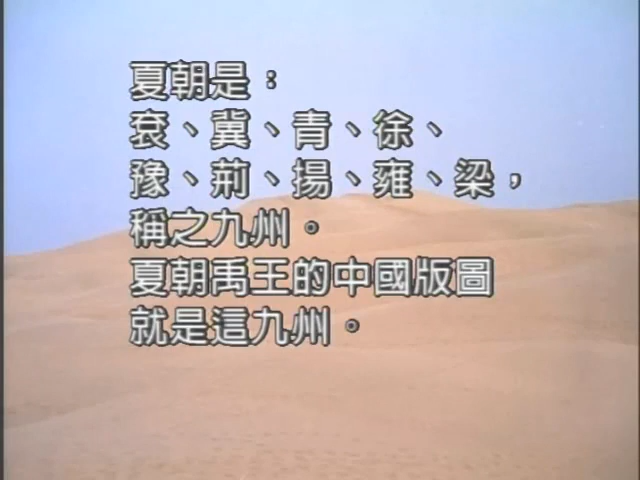 夏朝是：
袞、冀、青、徐、
豫、荊、揚、雍、梁，
稱之九州。
夏朝禹王的中國版圖
就是這九州。